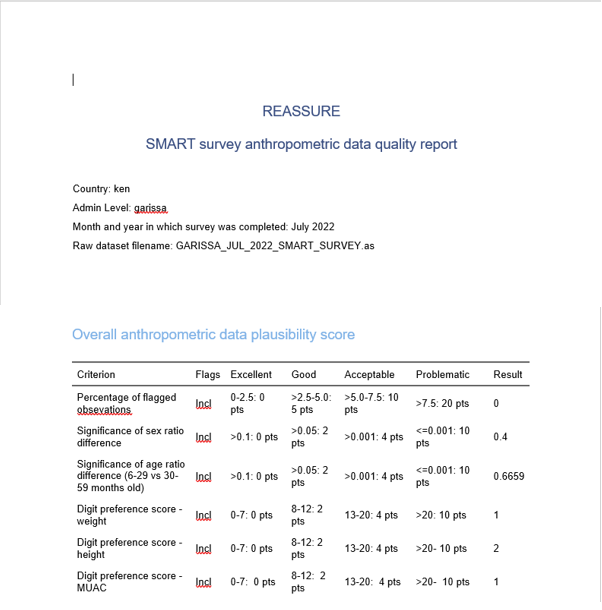 REASSURE
SMART survey anthropometric data quality report
Country: ken
Admin Level: garissa
Month and year in which survey was completed: July 2022
Raw dataset filename: GARISSA_JUL_2022_SMART_SURVEY.as
Overall anthropometric data plausibility score
Criterion Flags Excellent Good Acceptable Problematic Result
Percentage of flagged obsevations Incl 0-2.5: 0 pts >2.5-5.0: 5 pts >5.0-7.5: 10 pts >7.5: 20 pts 0
Significance of sex ratio difference Incl >0.1: 0 pts >0.05: 2 pts >0.001: 4 pts <=0.001: 10 pts 0.4
Significance of age ratio difference (6-29 vs 30-59 months old) Incl >0.1: 0 pts >0.05: 2 pts >0.001: 4 pts <=0.001: 10 pts 0.6659
Digit preference score - weight Incl 0-7: 0 pts 8-12: 2 pts 13-20: 4 pts >20: 10 pts 1
Digit preference score - height Incl 0-7: 0 pts 8-12: 2 pts 13-20: 4 pts >20- 10 pts 2
Digit preference score - MUAC Incl 0-7: 0 pts 8-12: 2 pts 13-20: 4 pts >20- 10 pts 1